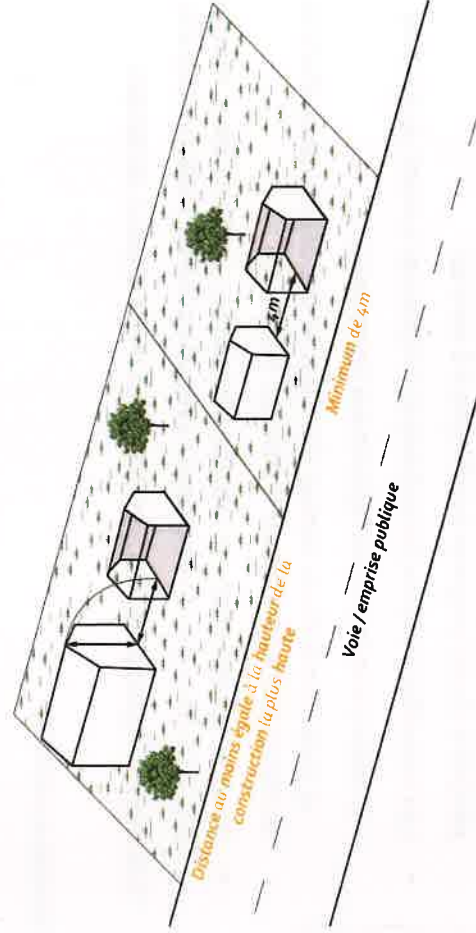 4m
Minimum de 4m
Distance au moins égale à la hauteur de la
construction la plus haute
Voie / emprise publique